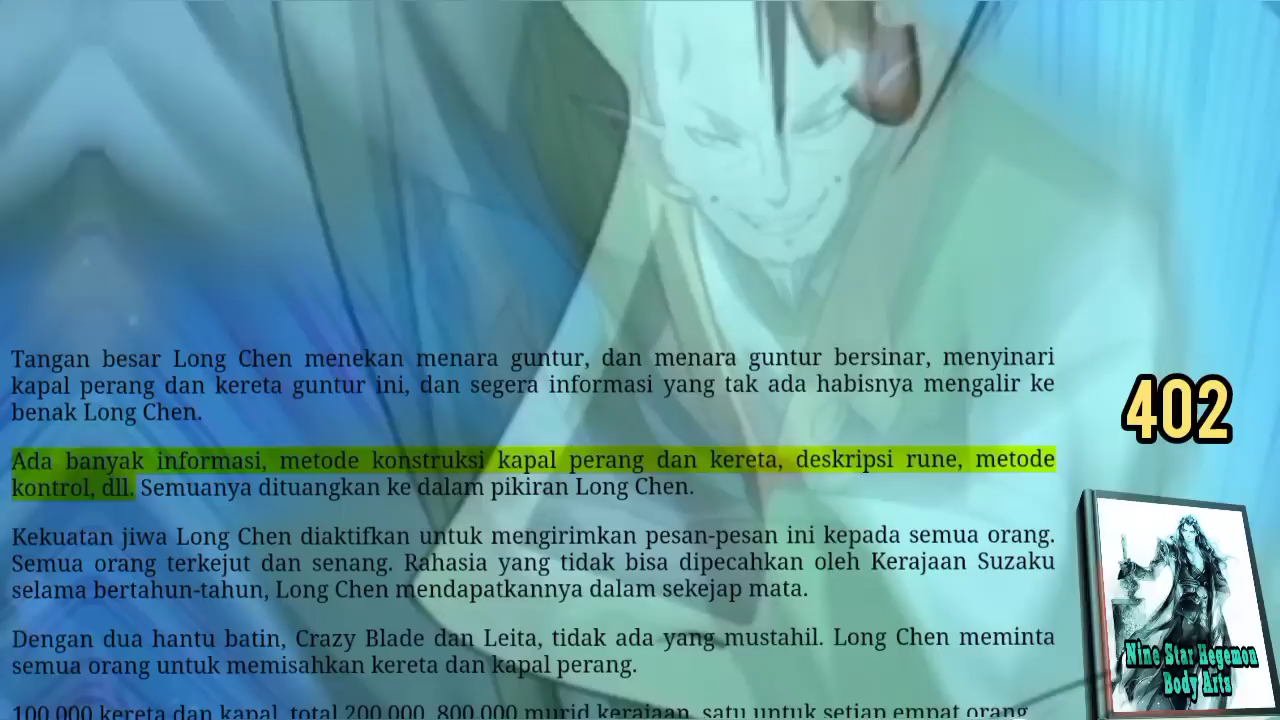 Tangan besar Long Chen menekan menara guntur, dan menara guntur bersinar, menyinari
kapal perang dan kereta guntur ini, dan segera informasi yang tak ada habisnya mengalir ke
benak Long Chen.
Ada banyak informasi, metode konstruksi kapal perang dan kereta, deskripsi rune, metode
kontrol, dll. Semuanya dituangkan ke dalam pikiran Long Chen.
Kekuatan jiwa Long Chen diaktifkan untuk mengirimkan pesan-pesan ini kepada semua orang.
Semua orang terkejut dan senang. Rahasia yang tidak bisa dipecahkan oleh Kerajaan Suzaku
selama bertahun-tahun, Long Chen mendapatkannya dalam sekejap mata.
Dengan dua hantu batin, Crazy Blade dan Leita, tidak ada yang mustahil. Long Chen meminta
semua orang untuk memisahkan kereta dan kapal perang.
100.000 kereta dan kapal, total 200.000, 800.000 murid kerajaan, satu untuk setiap empat orang
402
Nine Star Hegemon
Body Arts